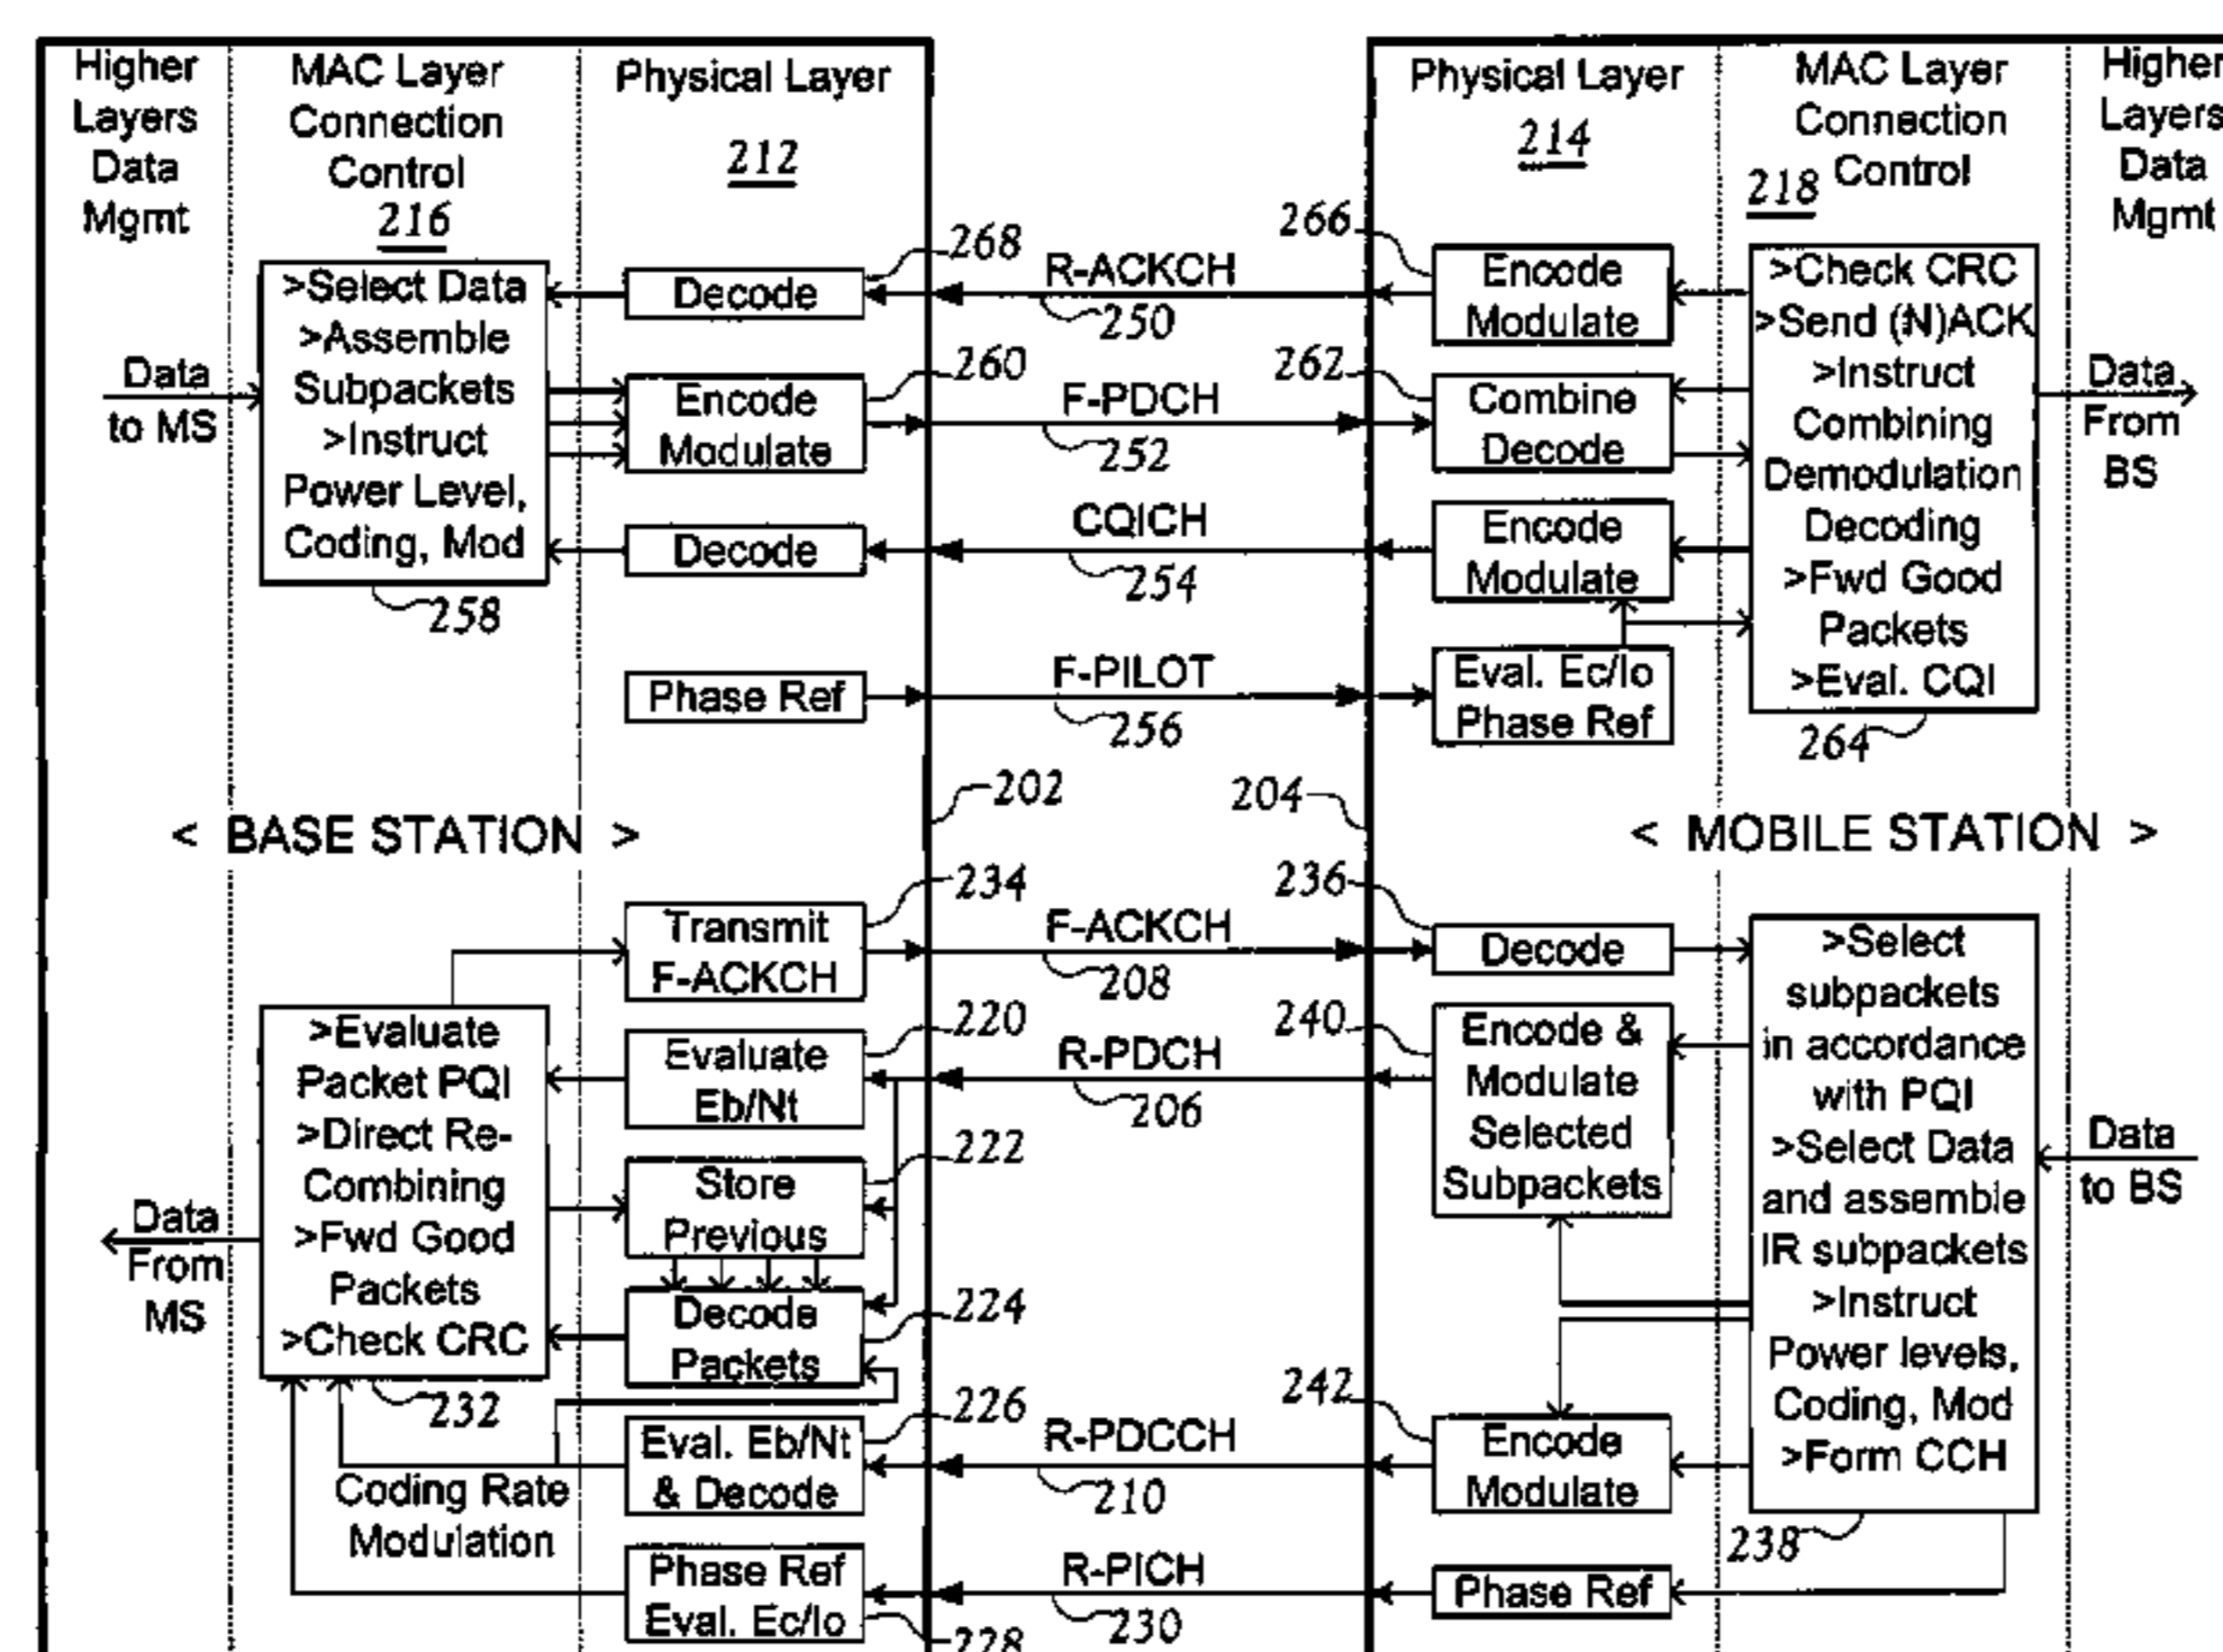 Higher
Layers
Data
Mgmt
MAC Layer
Connection
Control
216
Physical Layer
212
Physical Layer
214
MAC Layer
Connection
Control
218
Higher
Layers
Data
Mgmt
>Select Data
>Assemble
Subpackets
>Instruct
Power Level,
Coding, Mod
258
Data
to MS
Decode
268
Encode
Modulate
260
Decode
Phase Ref
R-ACKCH
250
F-PDCH
252
CQICH
254
F-PILOT
256
266
Encode
Modulate
262
Combine
Decode
Encode
Modulate
Eval. Ec/Io
Phase Ref
>Check CRC
>Send (N)ACK
>Instruct
Combining
Demodulation
Decoding
>Fwd Good
Packets
>Eval. CQI
264
Data
From
BS
202
204
< BASE STATION >
< MOBILE STATION >
>Evaluate
Packet PQI
>Direct Re-
Combining
>Fwd Good
Packets
>Check CRC
232
Data
From
MS
Coding Rate
Modulation
Transmit
F-ACKCH
234
Evaluate
Eb/Nt
220
Store
Previous
222
Decode
Packets
224
Eval. Eb/Nt
& Decode
226
Phase Ref
Eval. Ec/Io
228
F-ACKCH
208
R-PDCH
206
R-PDCCH
210
R-PICH
230
236
Decode
240
Encode &
Modulate
Selected
Subpackets
242
Encode
Modulate
Phase Ref
>Select
subpackets
in accordance
with PQI
>Select Data
and assemble
IR subpackets
>Instruct
Power levels,
Coding, Mod
>Form CCH
238
Data
to BS